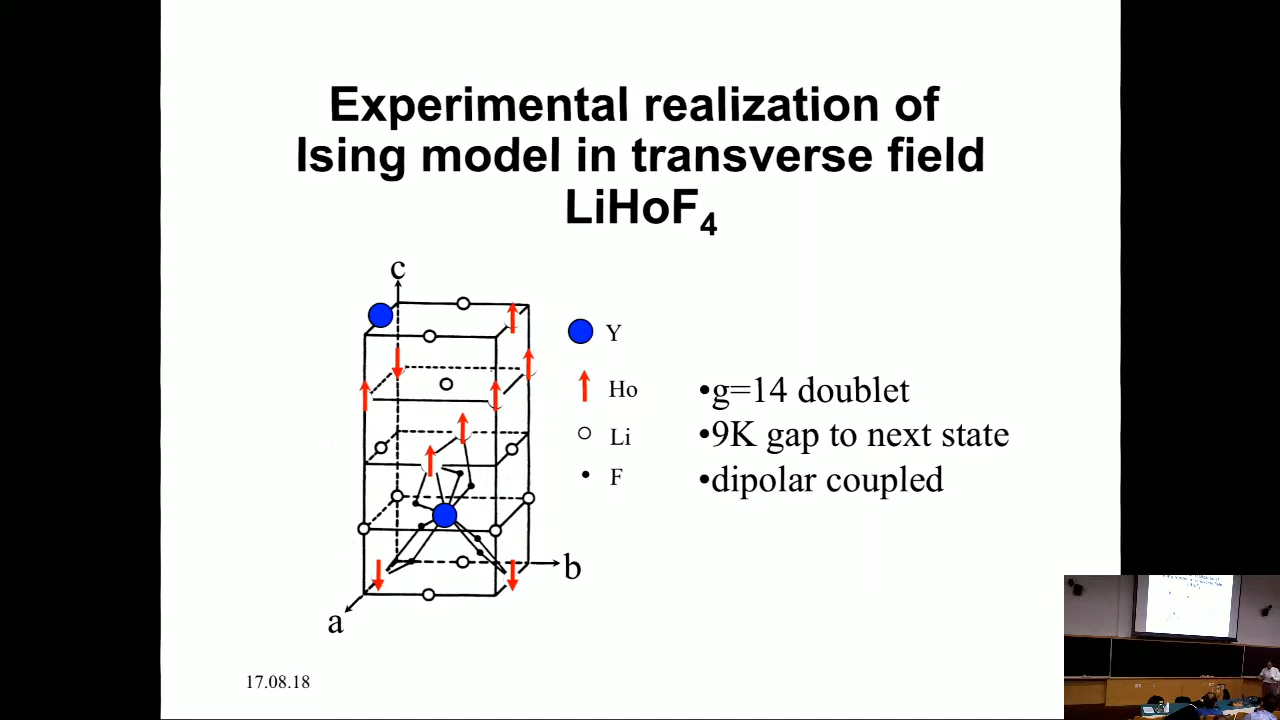 Experimental realization of
Ising model in transverse field
LiHoF₄
c
Y
Ho
Li
F
•g=14 doublet
•9K gap to next state
•dipolar coupled
b
a
17.08.18